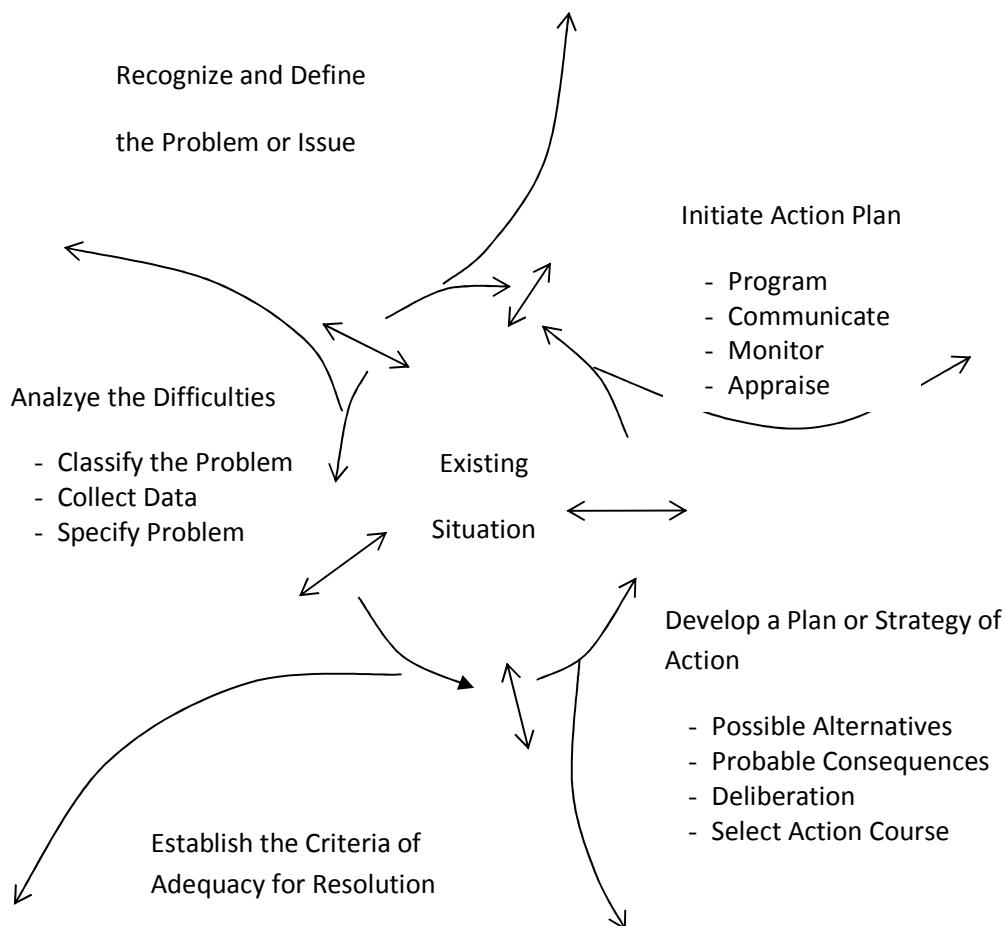 Recognize and Define
the Problem or Issue
Initiate Action Plan
- Program
- Communicate
- Monitor
- Appraise
Analzye the Difficulties
- Classify the Problem
- Collect Data
- Specify Problem
Existing
Situation
Develop a Plan or Strategy of
Action
- Possible Alternatives
- Probable Consequences
- Deliberation
- Select Action Course
Establish the Criteria of
Adequacy for Resolution